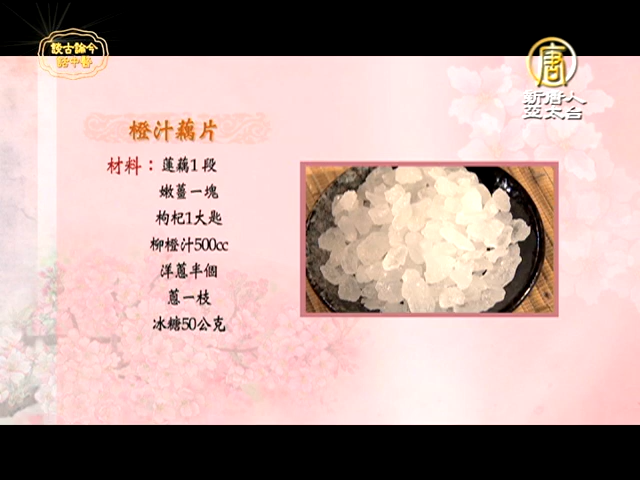 談古論今
話中醫
唐
新唐人
亞太台
橙汁藕片
材料：蓮藕1段
嫩薑一塊
枸杞1大匙
柳橙汁500cc
洋蔥半個
蔥一枝
冰糖50公克